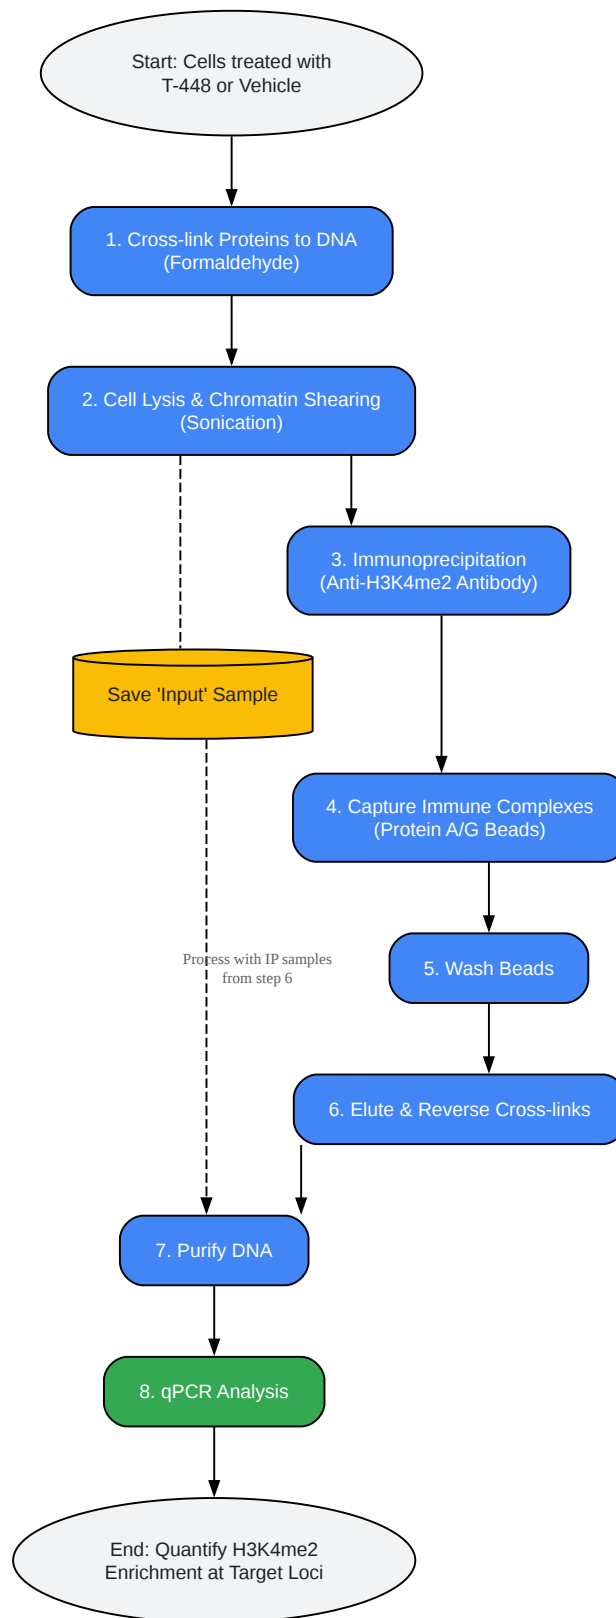 Start: Cells treated with
T-448 or Vehicle
1. Cross-link Proteins to DNA
(Formaldehyde)
2. Cell Lysis & Chromatin Shearing
(Sonication)
3. Immunoprecipitation
(Anti-H3K4me2 Antibody)
Save 'Input' Sample
4. Capture Immune Complexes
(Protein A/G Beads)
Process with IP samples
from step 6
5. Wash Beads
6. Elute & Reverse Cross-links
7. Purify DNA
8. qPCR Analysis
End: Quantify H3K4me2
Enrichment at Target Loci